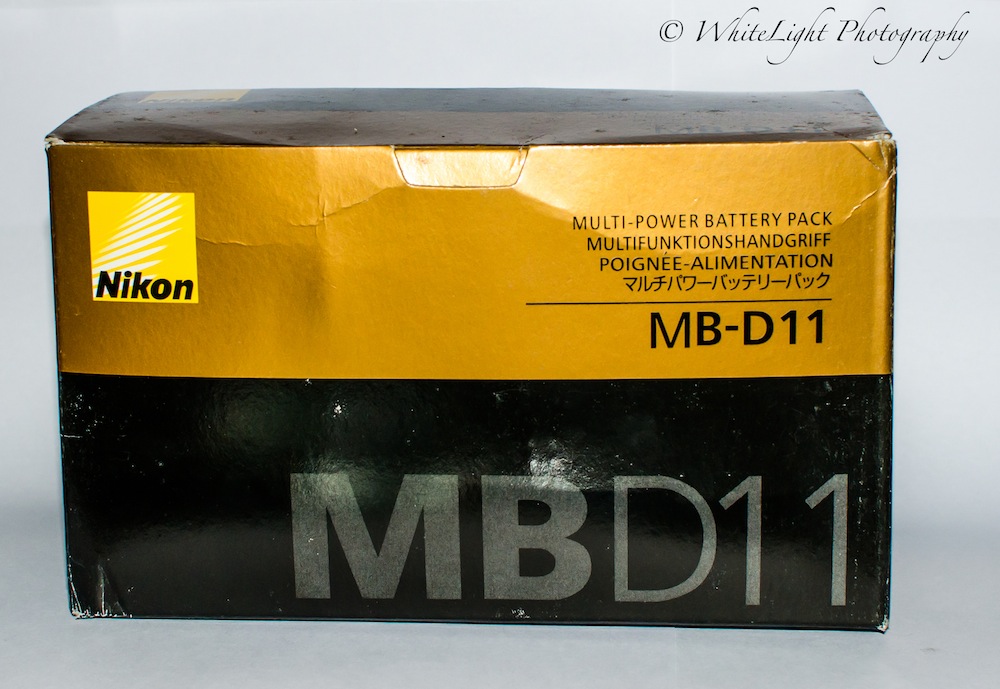 © WhiteLight Photography
Nikon
Nikon
MULTI-POWER BATTERY PACK
MULTIFUNKTIONSHANDGRIFF
POIGNÉE-ALIMENTATION
マルチパワーバッテリーパック
MB-D11
MBD11